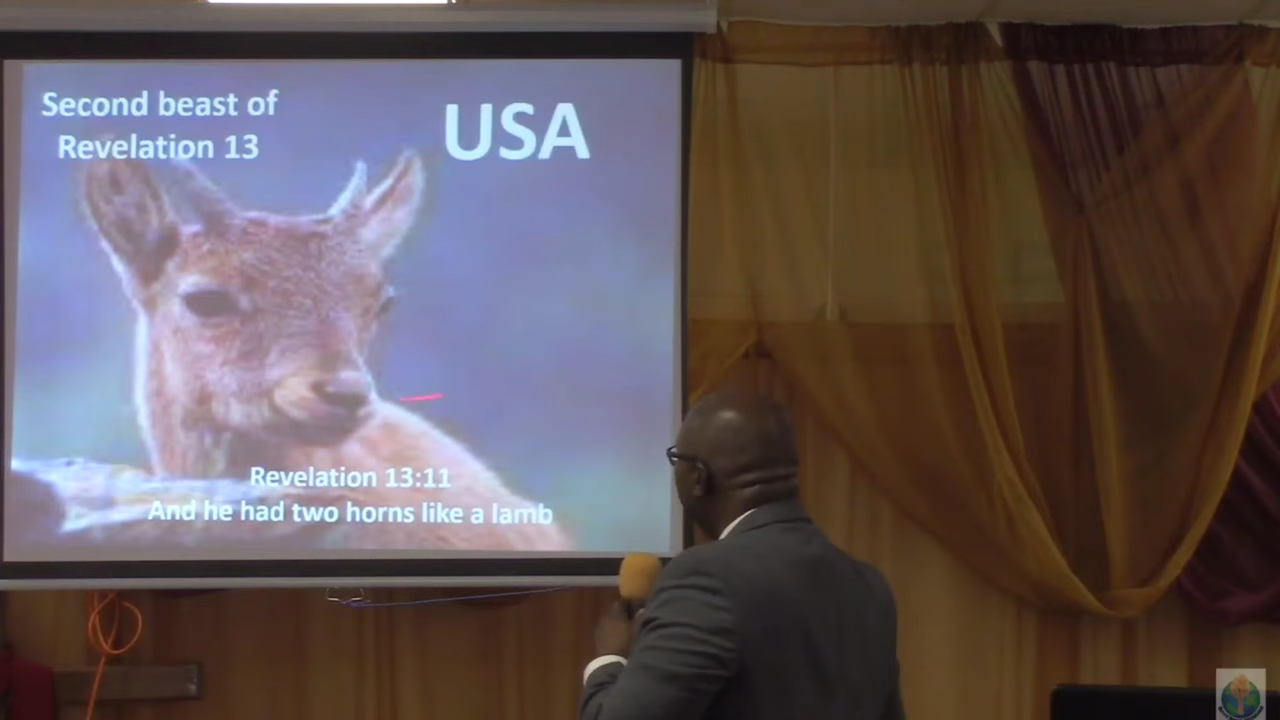 Second beast of
Revelation 13
USA
Revelation 13:11
And he had two horns like a lamb